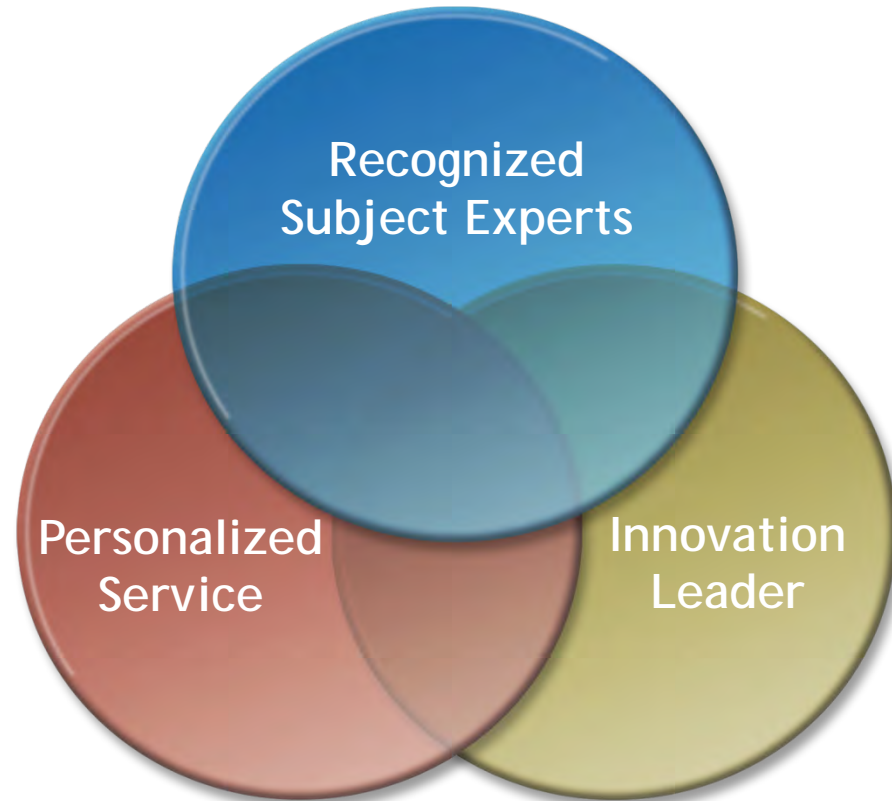 Recognized
Subject Experts
Personalized
Service
Innovation
Leader